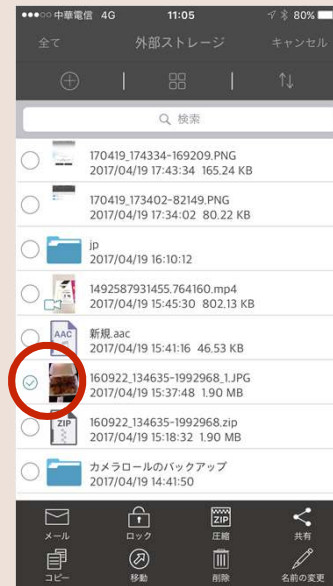 中華電信 4G 11:05 80%
全て 外部ストレージ キャンセル
検索
170419_174334-169209.PNG
2017/04/19 17:43:34 165.24 KB
170419_173402-82149.PNG
2017/04/19 17:34:02 80.22 KB
jp
2017/04/19 16:10:12
1492587931455.764160.mp4
2017/04/19 15:45:30 802.13 KB
AAC
新規.aac
2017/04/19 15:41:16 46.53 KB
160922_134635-1992968_1.JPG
2017/04/19 15:37:48 1.90 MB
ZIP
160922_134635-1992968.zip
2017/04/19 15:18:32 1.90 MB
カメラロールのバックアップ
2017/04/19 14:41:50
ZIP
メール ロック 圧縮 共有
コピー 移動 削除 名前の変更